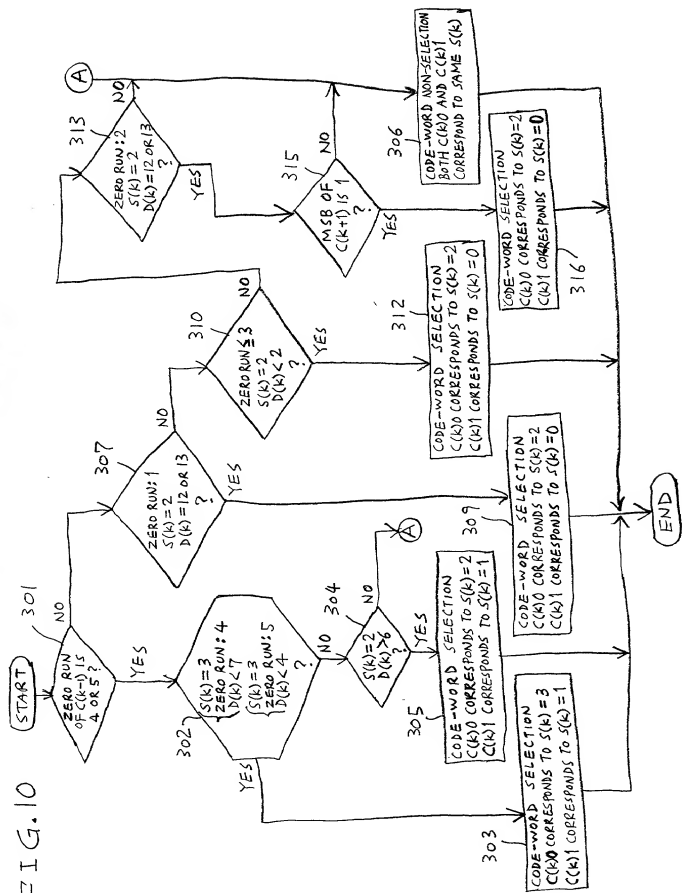 FIG.10
START
301
ZERO RUN
OF C(k-1) IS
4 OR 5?
NO
YES
302
{S(k)=3
ZERO RUN:4
D(k)<7
{S(k)=3
ZERO RUN:5
D(k)<4
?
YES
NO
303
CODE-WORD SELECTION
C(k)0 CORRESPONDS TO S(k)=3
C(k)1 CORRESPONDS TO S(k)=1
304
S(k)=2
D(k)>6
?
NO
A
YES
305
CODE-WORD SELECTION
C(k)0 CORRESPONDS TO S(k)=2
C(k)1 CORRESPONDS TO S(k)=1
307
ZERO RUN:1
S(k)=2
D(k)=12 OR 13
?
NO
YES
309
CODE-WORD SELECTION
C(k)0 CORRESPONDS TO S(k)=2
C(k)1 CORRESPONDS TO S(k)=0
310
ZERO RUN≦3
S(k)=2
D(k)<2
?
NO
YES
312
CODE-WORD SELECTION
C(k)0 CORRESPONDS TO S(k)=2
C(k)1 CORRESPONDS TO S(k)=0
313
ZERO RUN:2
S(k)=2
D(k)=12 OR 13
?
NO
A
YES
315
MSB OF
C(k+1) IS 1
?
NO
YES
316
CODE-WORD SELECTION
C(k)0 CORRESPONDS TO S(k)=2
C(k)1 CORRESPONDS TO S(k)=0
306
CODE-WORD NON-SELECTION
BOTH C(k)0 AND C(k)1
CORRESPOND TO SAME S(k)
END